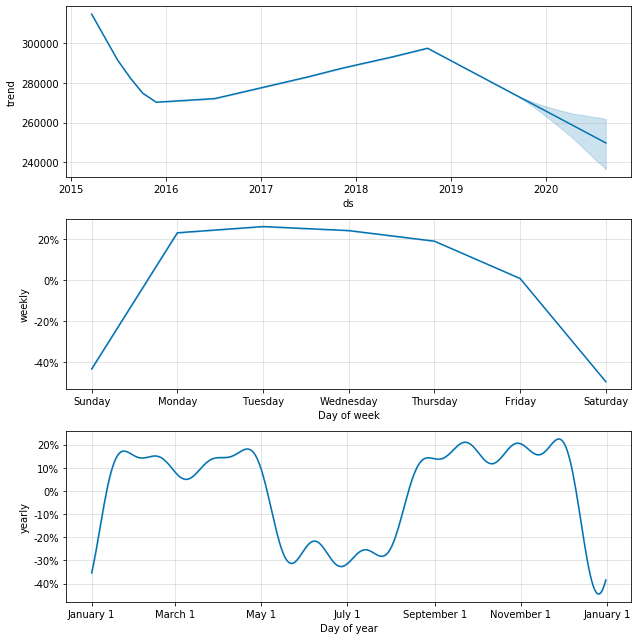 300000
280000
260000
240000
trend
2015 2016 2017 2018 2019 2020
ds
20%
0%
-20%
-40%
weekly
Sunday Monday Tuesday Wednesday Thursday Friday Saturday
Day of week
20%
10%
0%
-10%
-20%
-30%
-40%
yearly
January 1 March 1 May 1 July 1 September 1 November 1 January 1
Day of year